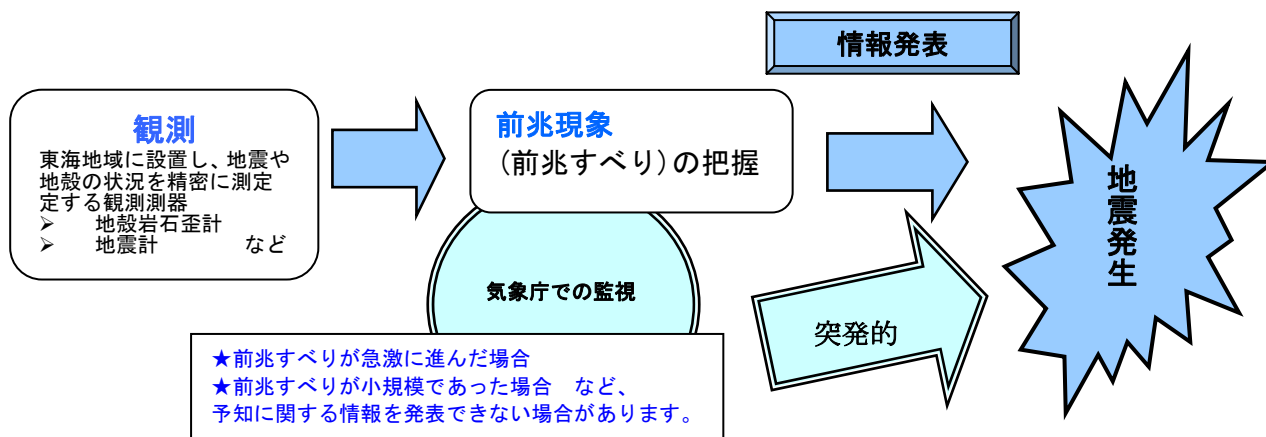 情報発表
観測
東海地域に設置し、地震や
地殻の状況を精密に測定
定する観測測器
➢ 地殻岩石歪計
➢ 地震計 など
前兆現象
(前兆すべり)の把握
地震発生
気象庁での監視
突発的
★前兆すべりが急激に進んだ場合
★前兆すべりが小規模であった場合 など、
予知に関する情報を発表できない場合があります。